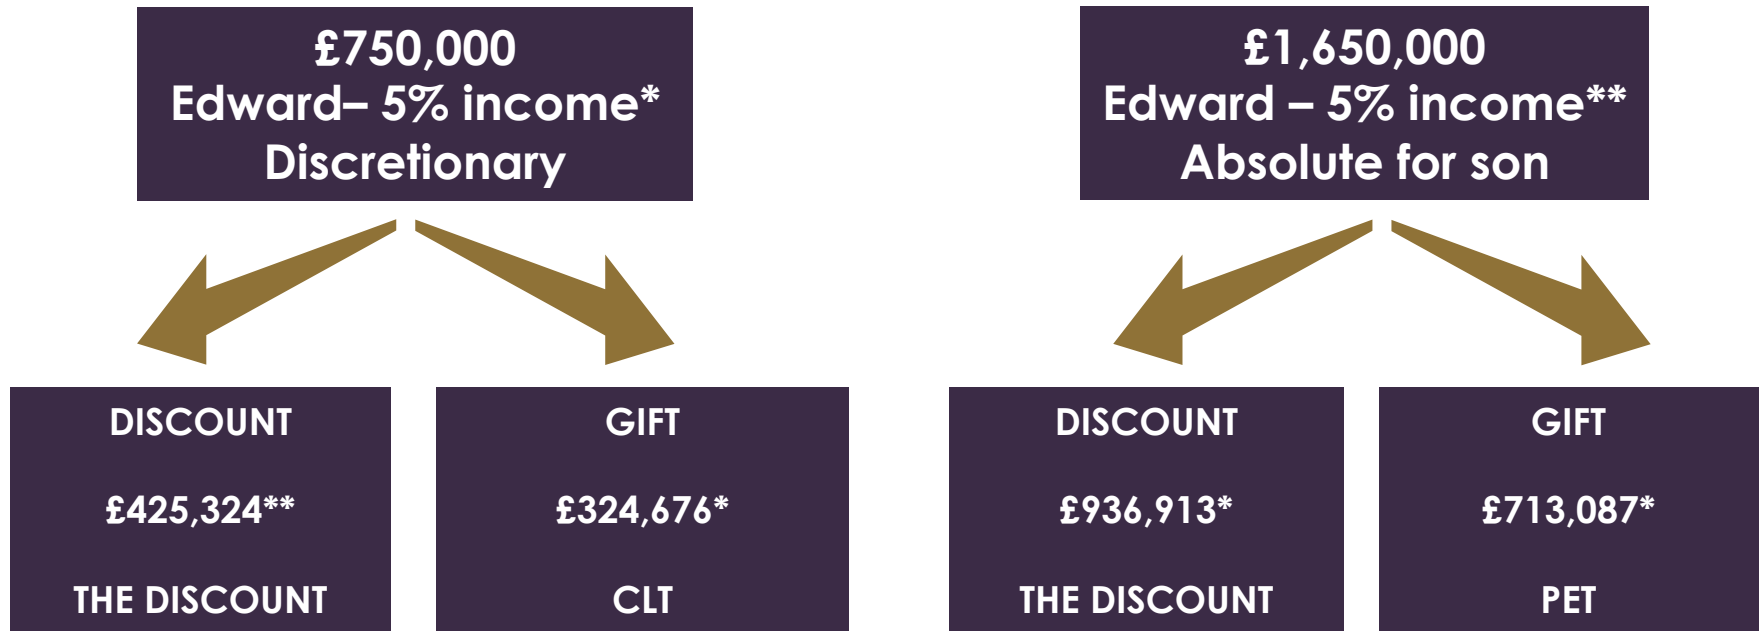 £750,000
Edward– 5% income*
Discretionary
£1,650,000
Edward – 5% income**
Absolute for son
DISCOUNT
£425,324**
THE DISCOUNT
GIFT
£324,676*
CLT
DISCOUNT
£936,913*
THE DISCOUNT
GIFT
£713,087*
PET